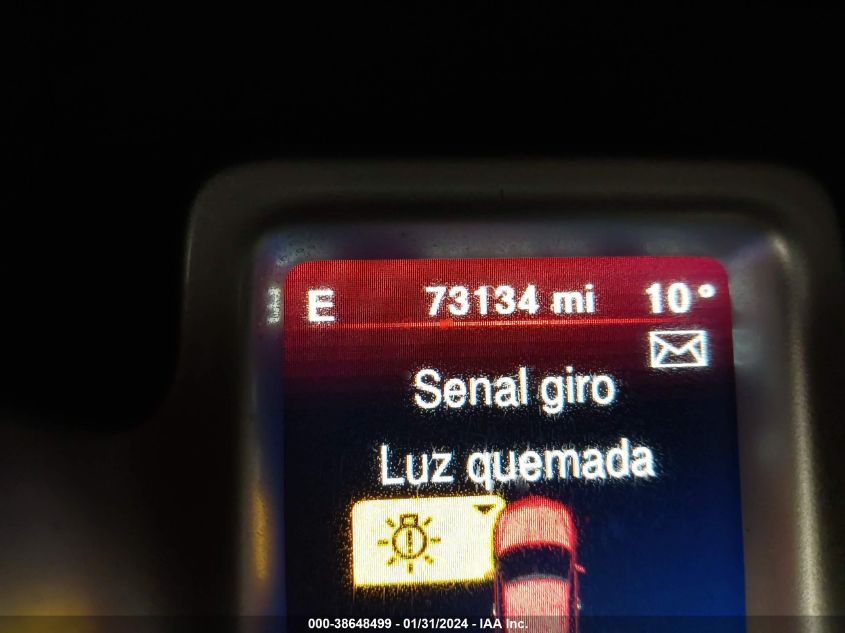 E 73134 mi 10°
Senal giro
Luz quemada
000-38648499 - 01/31/2024 - IAA Inc.